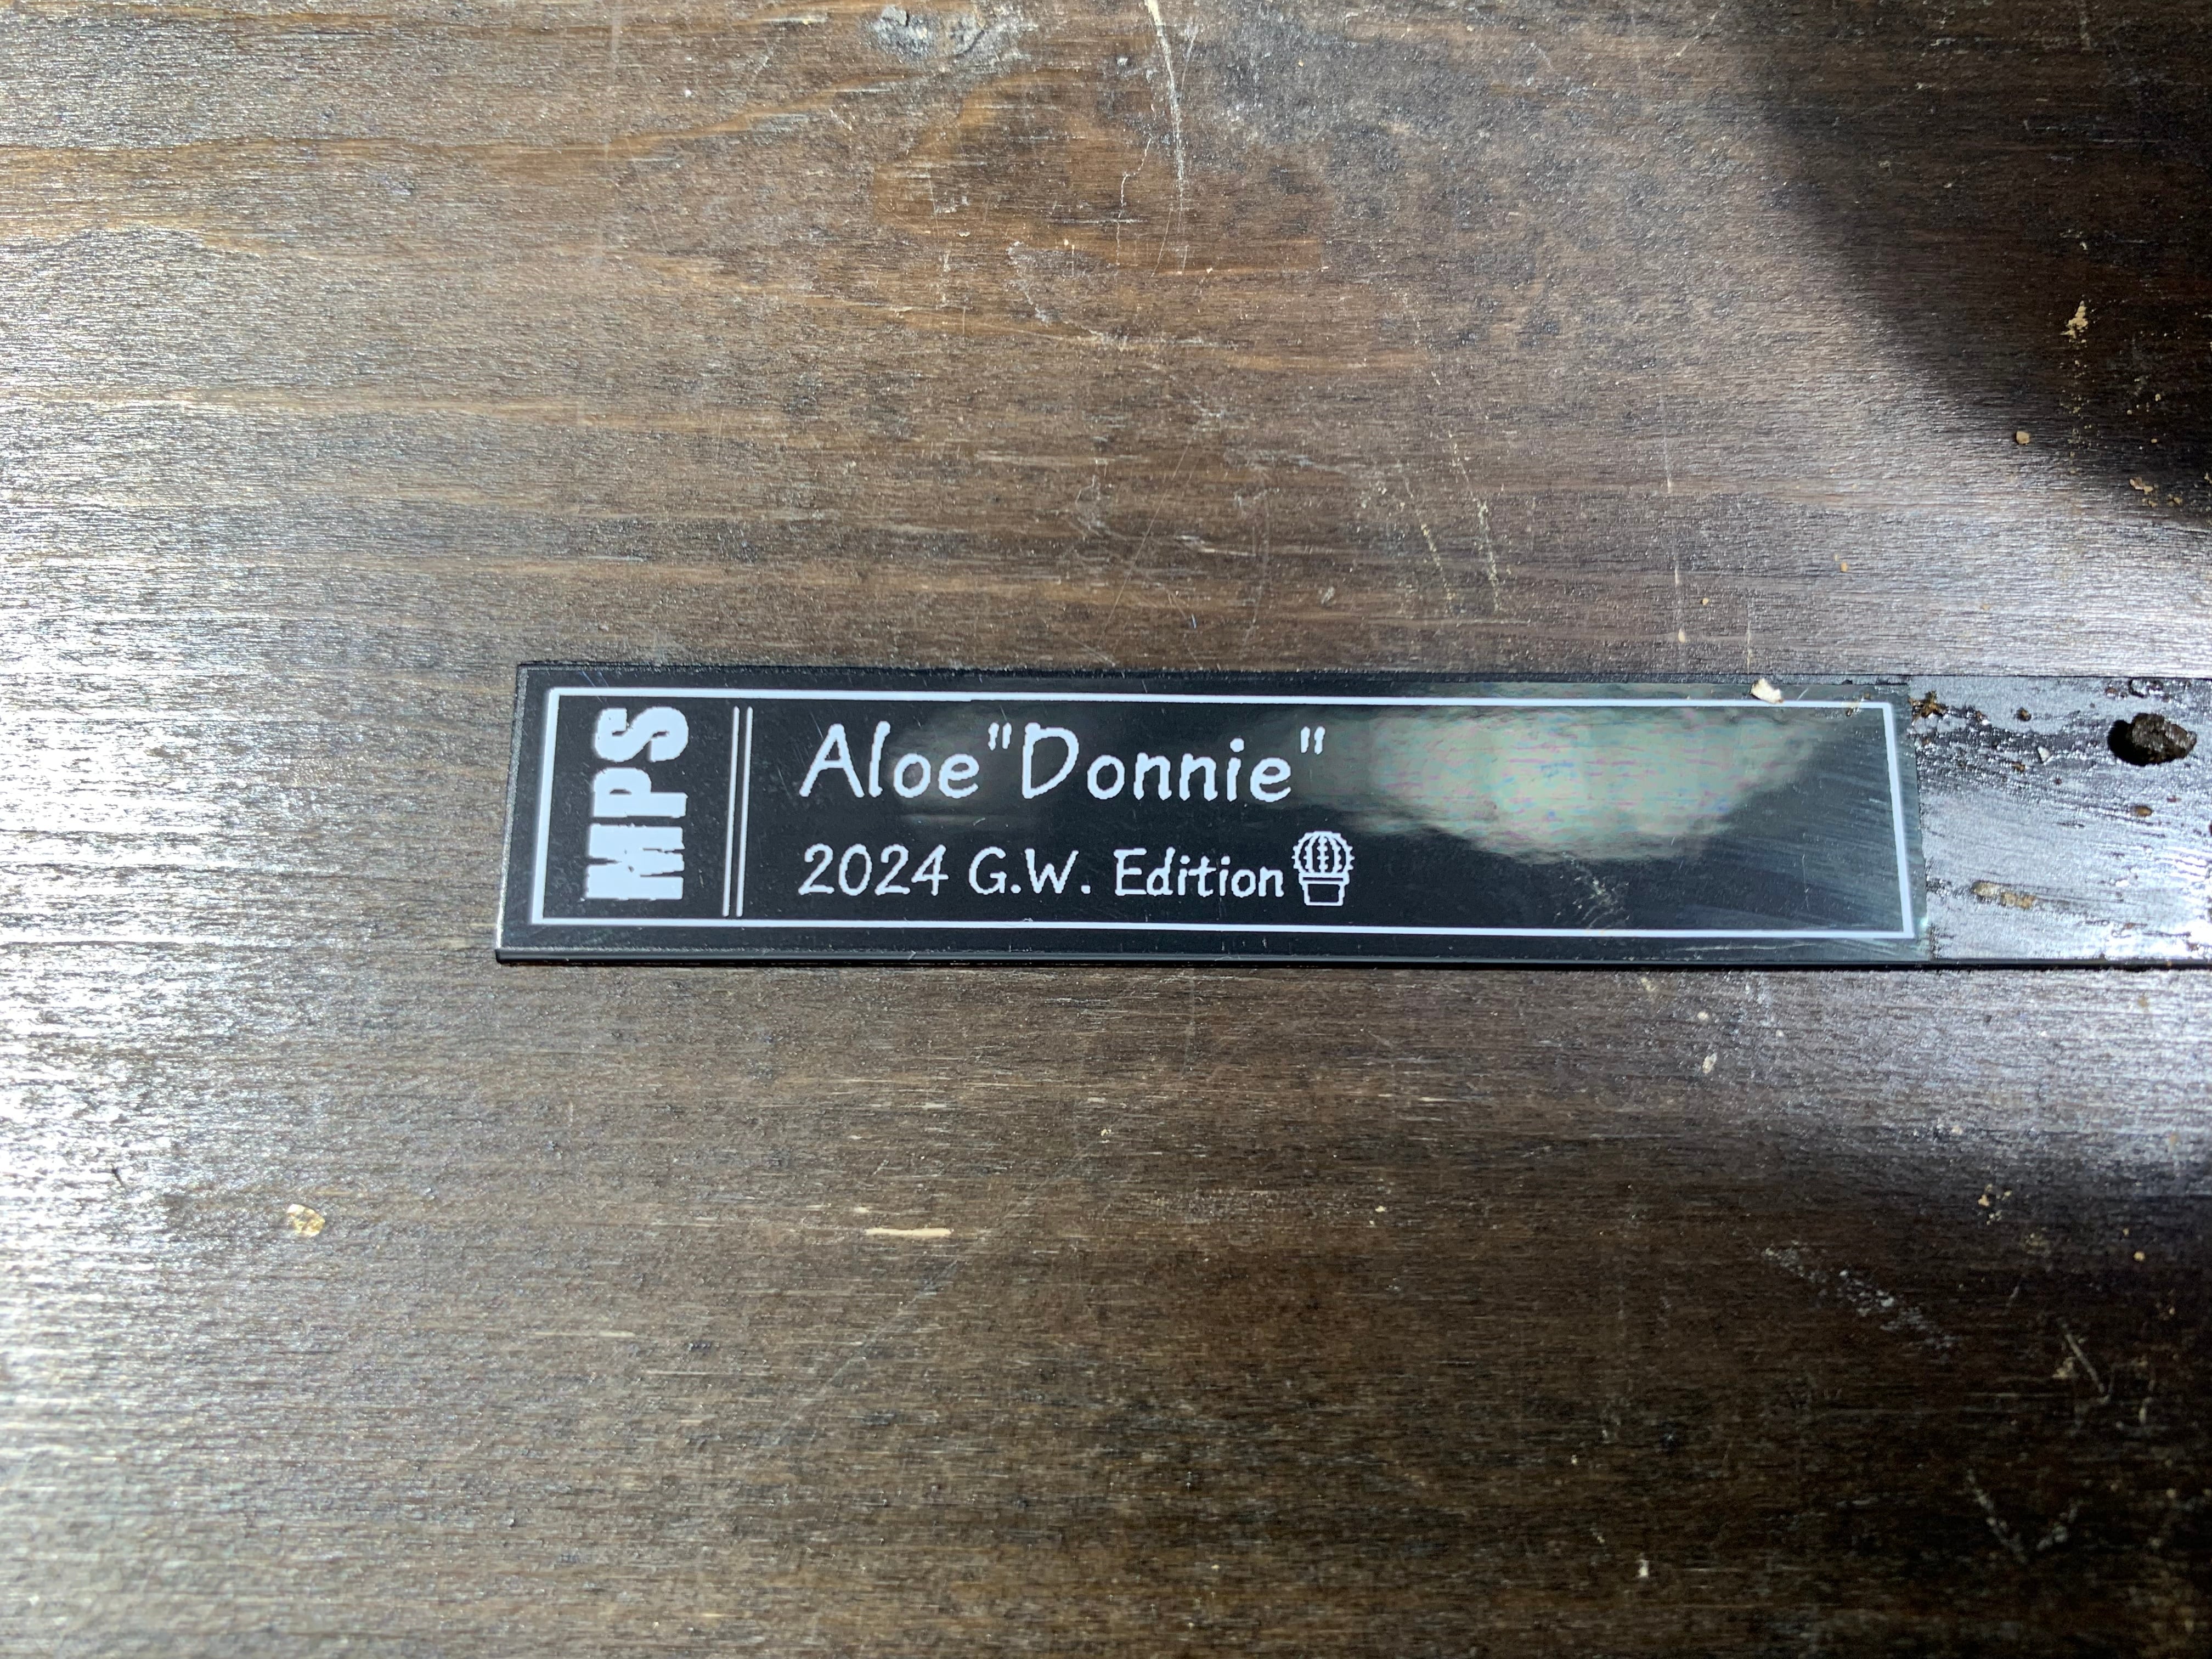 MPS
Aloe "Donnie"
2024 G.W. Edition